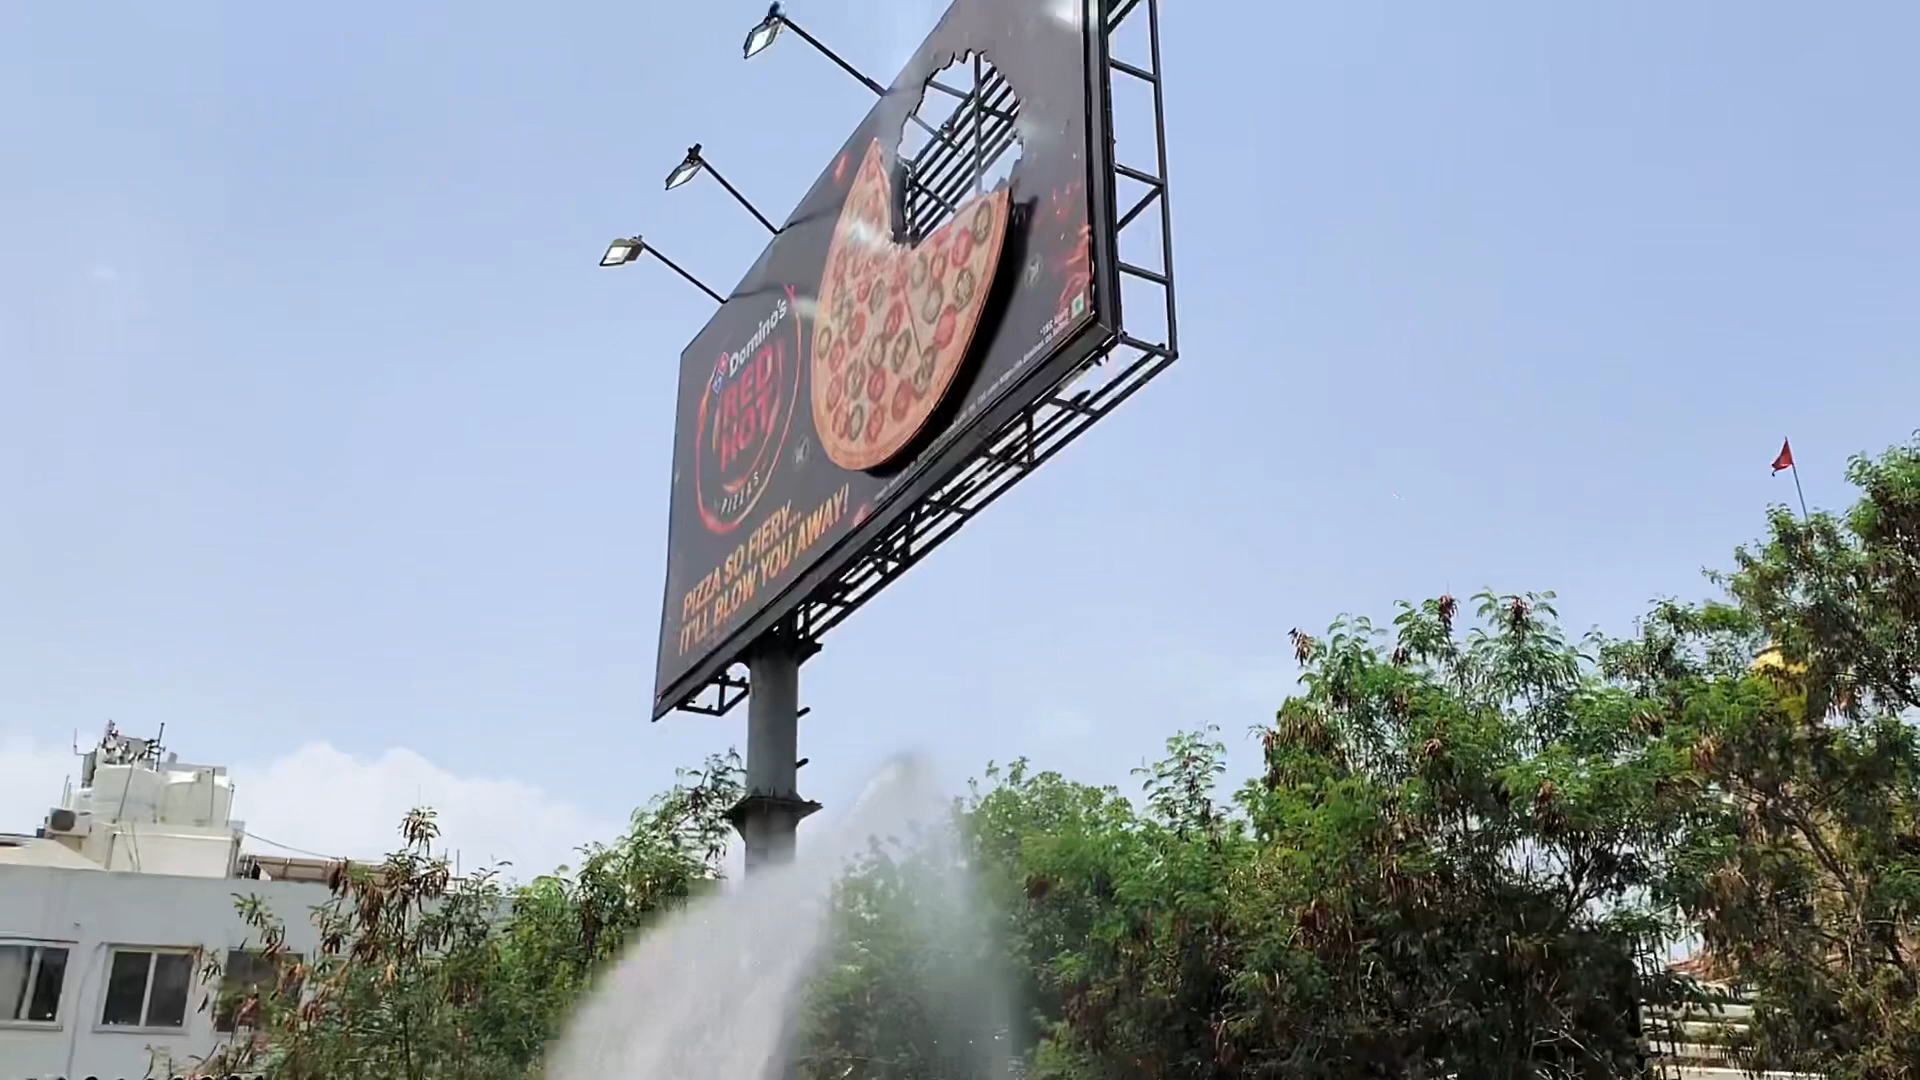 Domino's
RED
HOT
PIZZAS
PIZZA SO FIERY...
IT'LL BLOW YOU AWAY!